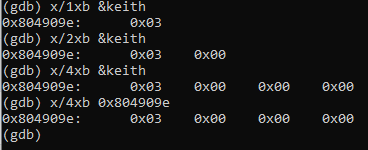 (gdb) x/1xb &keith
0x804909e:      0x03
(gdb) x/2xb &keith
0x804909e:      0x03    0x00
(gdb) x/4xb &keith
0x804909e:      0x03    0x00    0x00    0x00
(gdb) x/4xb 0x804909e
0x804909e:      0x03    0x00    0x00    0x00
(gdb)